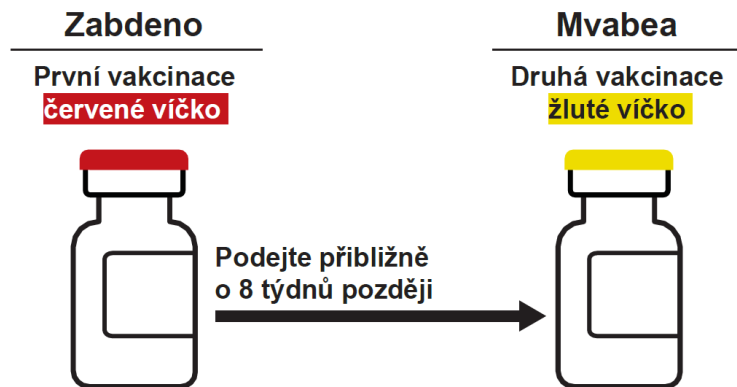 Zabdeno
První vakcinace
červené víčko
Mvabea
Druhá vakcinace
žluté víčko
Podejte přibližně
o 8 týdnů později